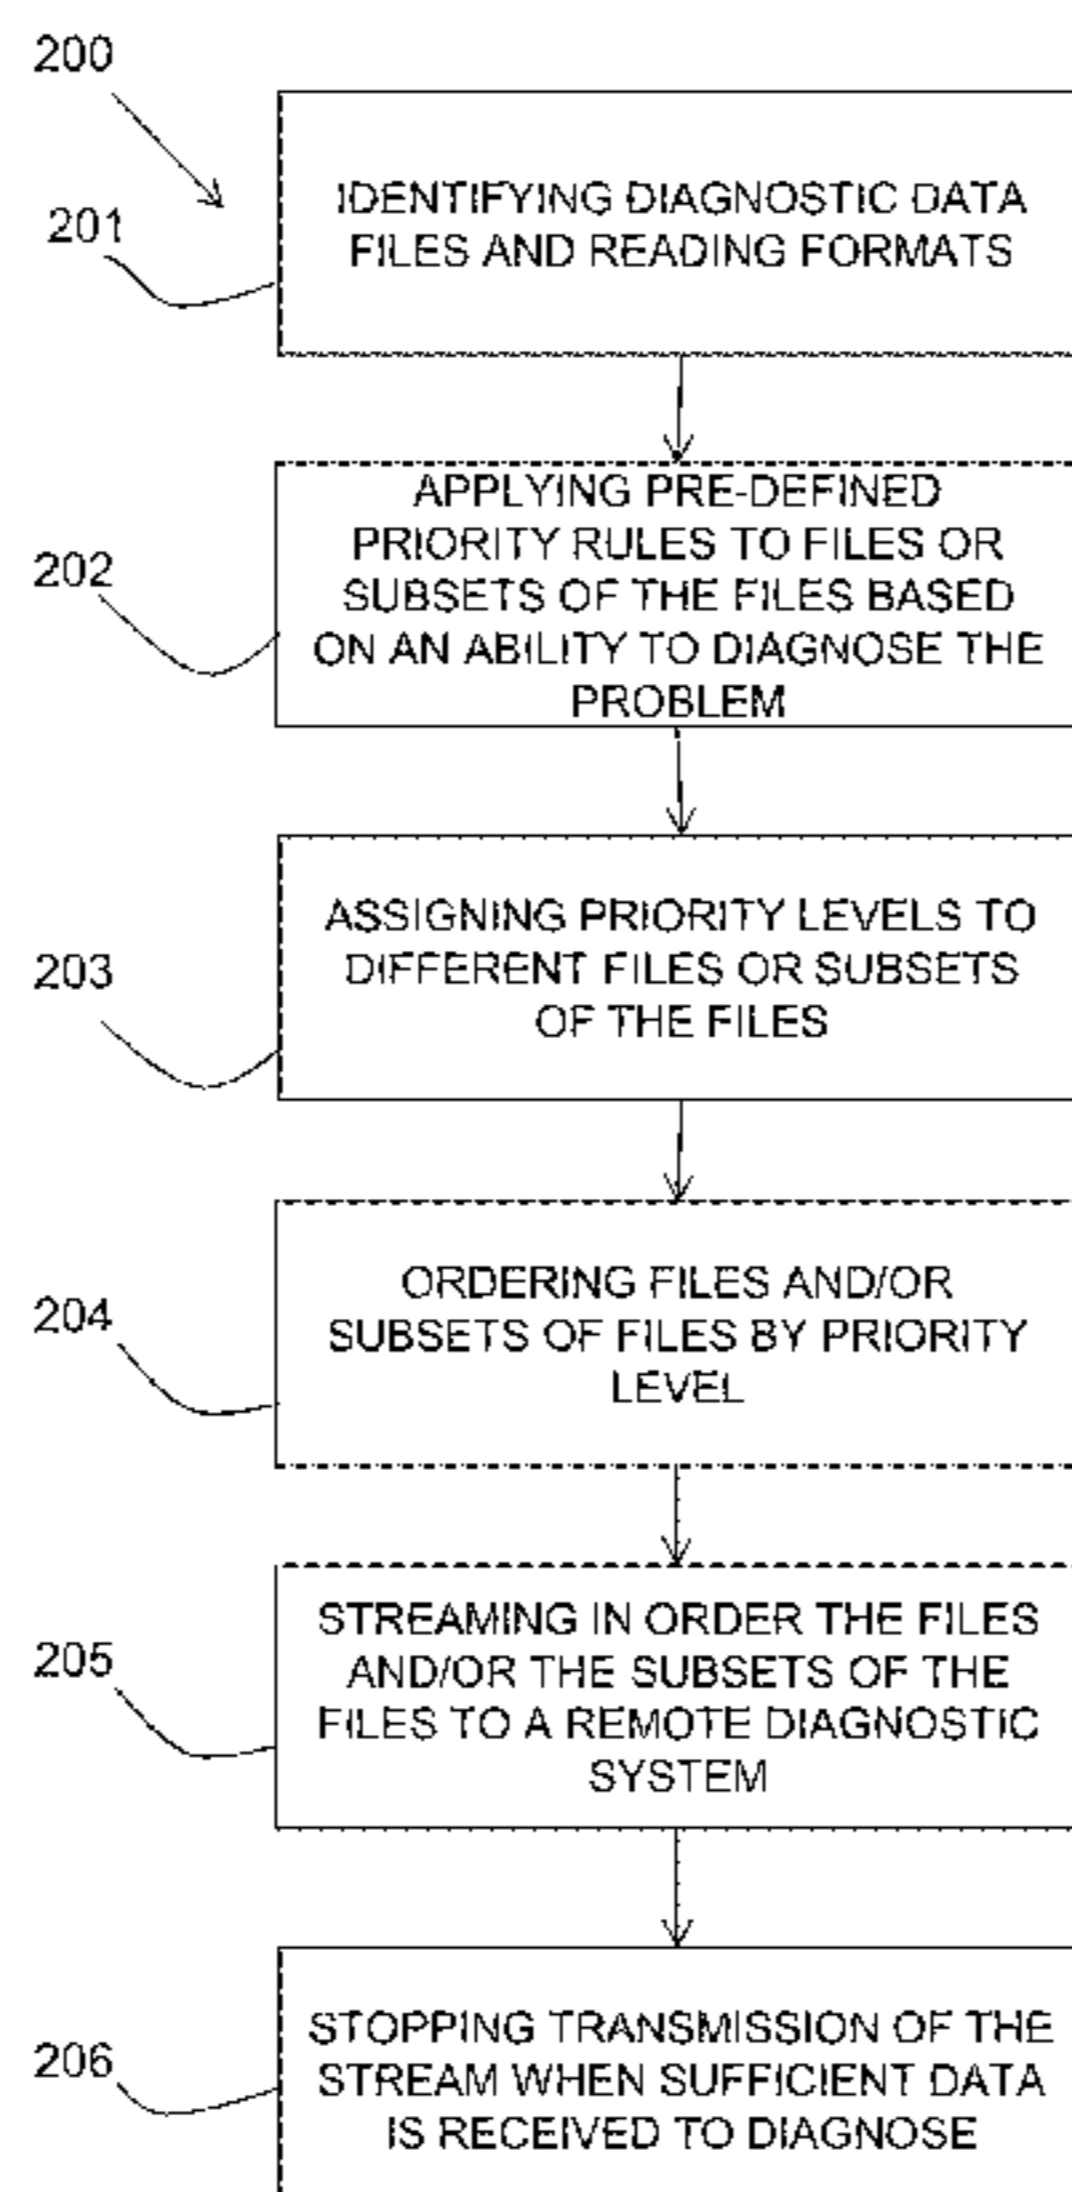 200
201
IDENTIFYING DIAGNOSTIC DATA
FILES AND READING FORMATS
202
APPLYING PRE-DEFINED
PRIORITY RULES TO FILES OR
SUBSETS OF THE FILES BASED
ON AN ABILITY TO DIAGNOSE THE
PROBLEM
203
ASSIGNING PRIORITY LEVELS TO
DIFFERENT FILES OR SUBSETS
OF THE FILES
204
ORDERING FILES AND/OR
SUBSETS OF FILES BY PRIORITY
LEVEL
205
STREAMING IN ORDER THE FILES
AND/OR THE SUBSETS OF THE
FILES TO A REMOTE DIAGNOSTIC
SYSTEM
206
STOPPING TRANSMISSION OF THE
STREAM WHEN SUFFICIENT DATA
IS RECEIVED TO DIAGNOSE